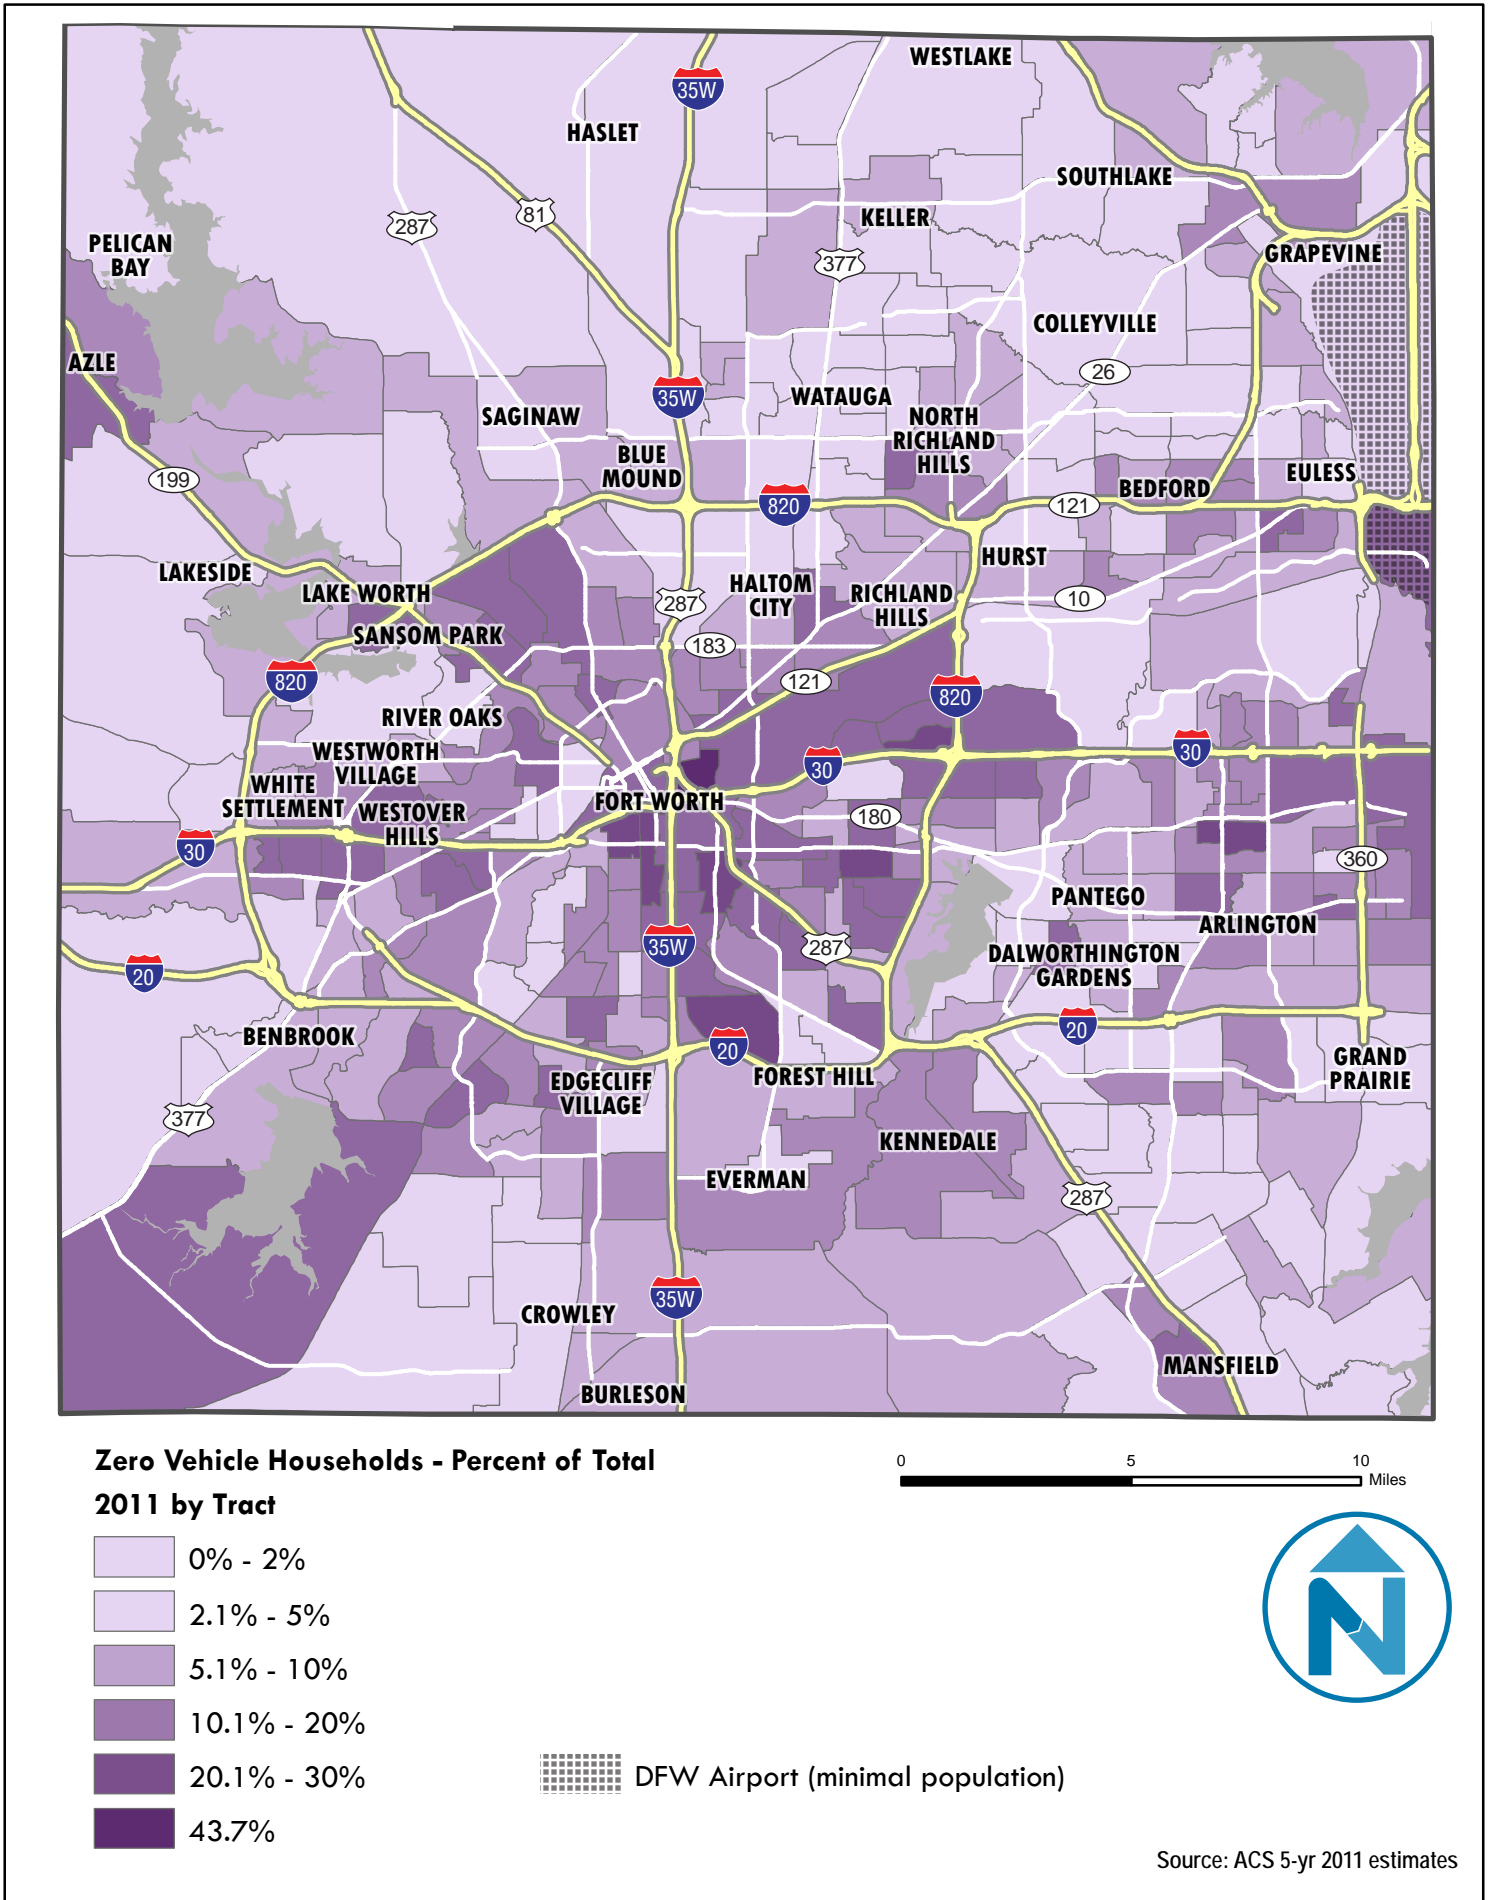 WESTLAKE
35W
HASLET
SOUTHLAKE
81
287
KELLER
PELICAN
BAY
377
GRAPEVINE
COLLEYVILLE
AZLE
26
35W
WATAUGA
SAGINAW
NORTH
RICHLAND
HILLS
BLUE
MOUND
199
EULESS
BEDFORD
820
121
HURST
LAKESIDE
LAKE WORTH
HALTOM
CITY
RICHLAND
HILLS
287
10
SANSOM PARK
183
820
121
820
RIVER OAKS
WESTWORTH
VILLAGE
30
30
WHITE
SETTLEMENT
FORT WORTH
WESTOVER
HILLS
180
30
360
PANTEGO
ARLINGTON
35W
287
DALWORTHINGTON
GARDENS
20
20
BENBROOK
20
GRAND
PRAIRIE
EDGECLIFF
VILLAGE
FOREST HILL
377
KENNEDALE
EVERMAN
287
35W
CROWLEY
MANSFIELD
BURLESON
Zero Vehicle Households - Percent of Total
2011 by Tract
0 5 10
Miles
0% - 2%
2.1% - 5%
5.1% - 10%
10.1% - 20%
20.1% - 30%
43.7%
DFW Airport (minimal population)
N
Source: ACS 5-yr 2011 estimates